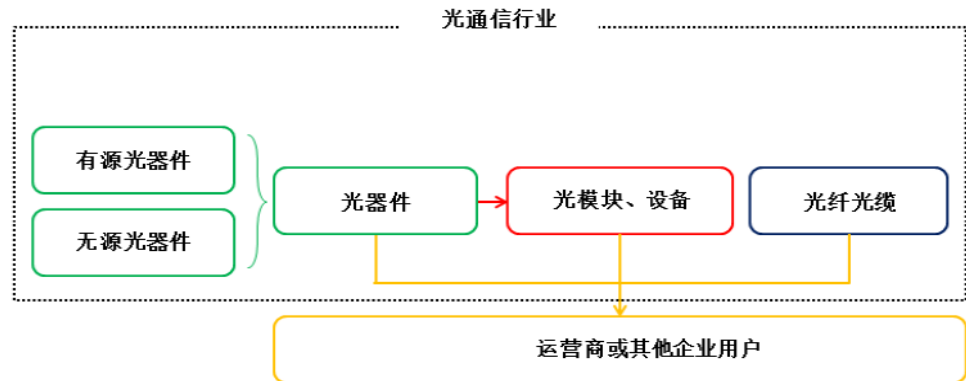 光通信行业
有源光器件
无源光器件
光器件
光模块、设备
光纤光缆
运营商或其他企业用户